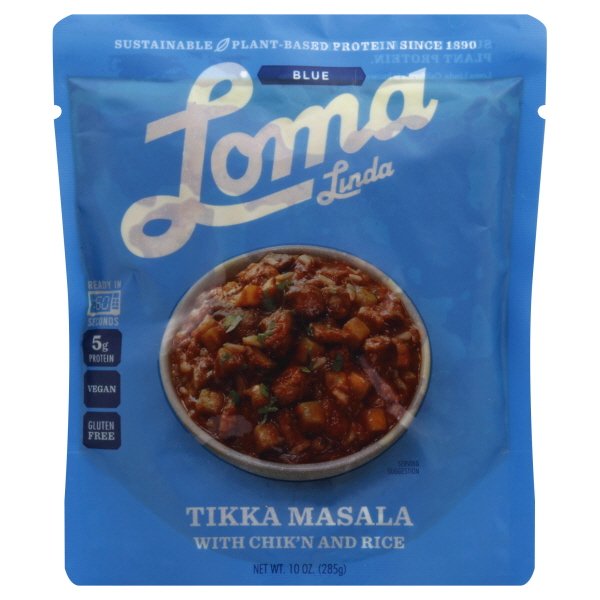 SUSTAINABLE PLANT-BASED PROTEIN SINCE 1890
BLUE
Loma
Linda
READY IN
:60
SECONDS
5g
PROTEIN
VEGAN
GLUTEN
FREE
SERVING
SUGGESTION
TIKKA MASALA
WITH CHIK'N AND RICE
NET WT. 10 OZ. (285g)